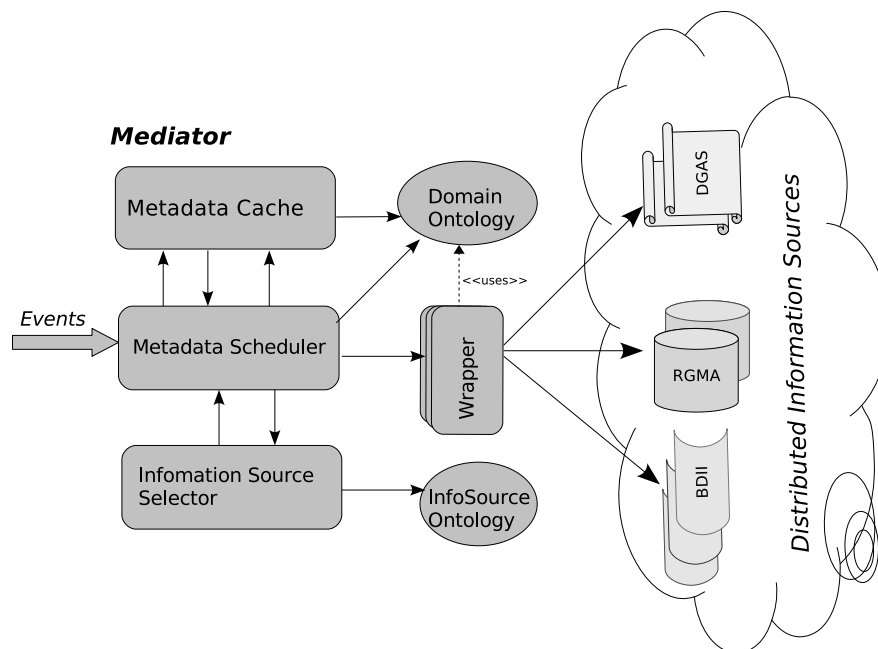 Mediator
Metadata Cache
Domain
Ontology
<<uses>>
Events
Metadata Scheduler
Wrapper
Infomation Source
Selector
InfoSource
Ontology
DGAS
RGMA
BDII
Distributed Information Sources